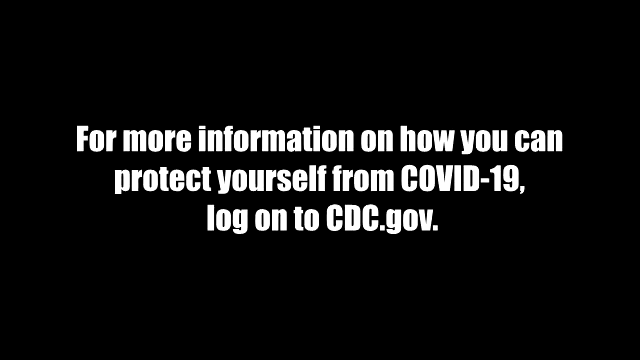 For more information on how you can
protect yourself from COVID-19,
log on to CDC.gov.